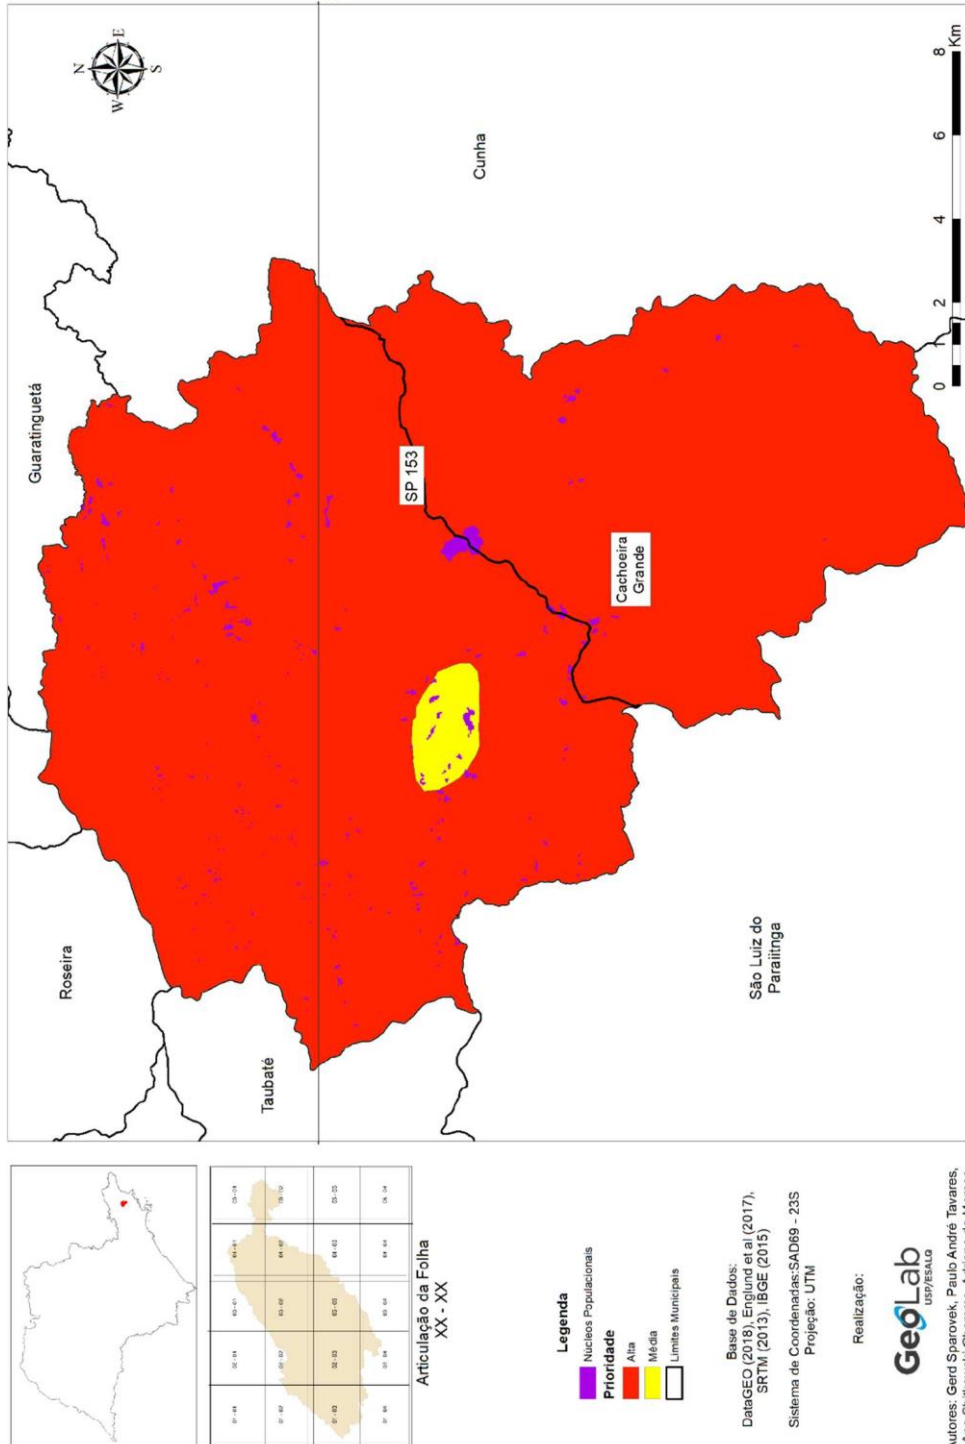 Guaratinguetá
Roseira
Taubaté
Cunha
SP 153
Cachoeira
Grande
São Luiz do
Paraiitnga
N
E
S
W
0
1
2
4
6
8
Km
Articulação da Folha
XX - XX
Legenda
Núcleos Populacionais
Prioridade
Alta
Média
Limites Municipais
Base de Dados:
DataGEO (2018), Englund et al (2017),
SRTM (2013), IBGE (2015)
Sistema de Coordenadas:SAD69 - 23S
Projeção: UTM
Realização:
GeoLab
USP/ESALQ
Autores: Gerd Sparovek, Paulo André Tavares,